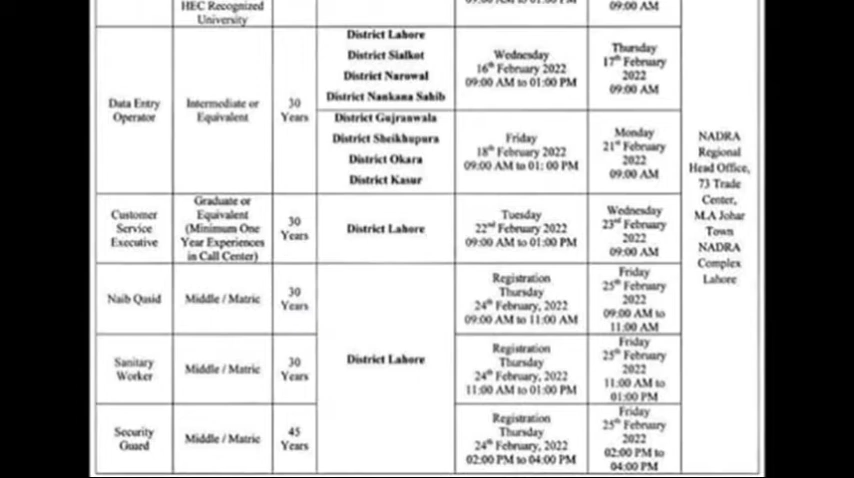 HEC Recognized
University
09:00 AM
Data Entry
Operator
Intermediate or
Equivalent
30
Years
District Lahore
District Sialkot
District Narowal
District Nankana Sahib
Wednesday
16th February 2022
09:00 AM to 01:00 PM
Thursday
17th February
2022
09:00 AM
District Gujranwala
District Sheikhupura
District Okara
District Kasur
Friday
18th February 2022
09:00 AM to 01: 00 PM
Monday
21st February
2022
09:00 AM
Customer
Service
Executive
Graduate or
Equivalent
(Minimum One
Year Experiences
in Call Center)
30
Years
District Lahore
Tuesday
22nd February 2022
09:00 AM to 01:00 PM
Wednesday
23rd February
2022
09:00 AM
Naib Qasid
Middle / Matric
30
Years
District Lahore
Registration
Thursday
24th February, 2022
09:00 AM to 11:00 AM
Friday
25th February
2022
09:00 AM to
11:00 AM
Sanitary
Worker
Middle / Matric
30
Years
Registration
Thursday
24th February, 2022
11:00 AM to 01:00 PM
Friday
25th February
2022
11:00 AM to
01:00 PM
Security
Guard
Middle / Matric
45
Years
Registration
Thursday
24th February, 2022
02:00 PM to 04:00 PM
Friday
25th February
2022
02:00 PM to
04:00 PM
NADRA
Regional
Head Office,
73 Trade
Center,
M.A Johar
Town
NADRA
Complex
Lahore